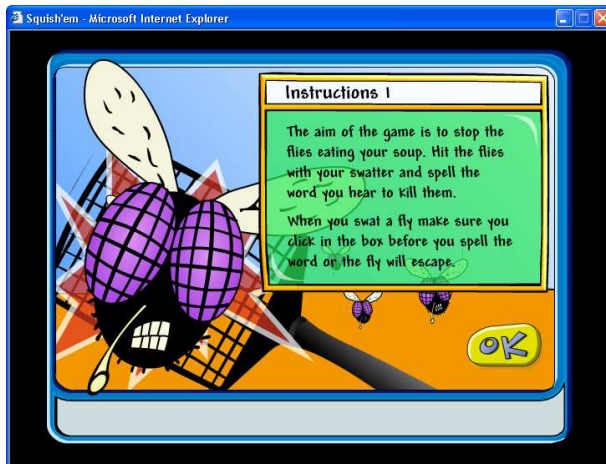 Squish'em - Microsoft Internet Explorer
Instructions 1
The aim of the game is to stop the
flies eating your soup. Hit the flies
with your swatter and spell the
word you hear to kill them.
When you swat a fly make sure you
click in the box before you spell the
word or the fly will escape.
OK